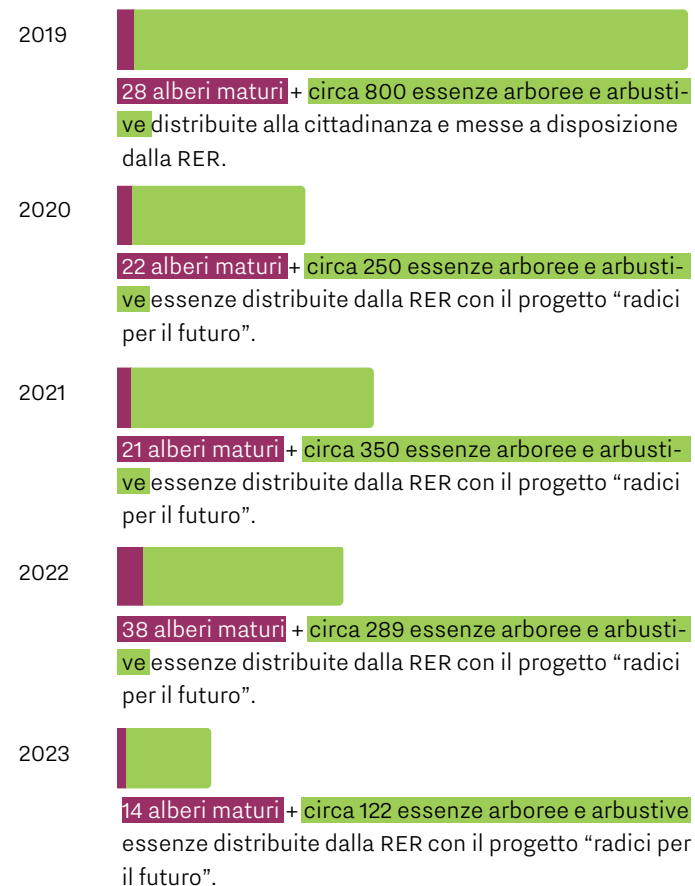 2019
28 alberi maturi + circa 800 essenze arboree e arbusti-
ve distribuite alla cittadinanza e messe a disposizione
dalla RER.
2020
22 alberi maturi + circa 250 essenze arboree e arbusti-
ve essenze distribuite dalla RER con il progetto “radici
per il futuro”.
2021
21 alberi maturi + circa 350 essenze arboree e arbusti-
ve essenze distribuite dalla RER con il progetto “radici
per il futuro”.
2022
38 alberi maturi + circa 289 essenze arboree e arbusti-
ve essenze distribuite dalla RER con il progetto “radici
per il futuro”.
2023
14 alberi maturi + circa 122 essenze arboree e arbustive
essenze distribuite dalla RER con il progetto “radici per
il futuro”.